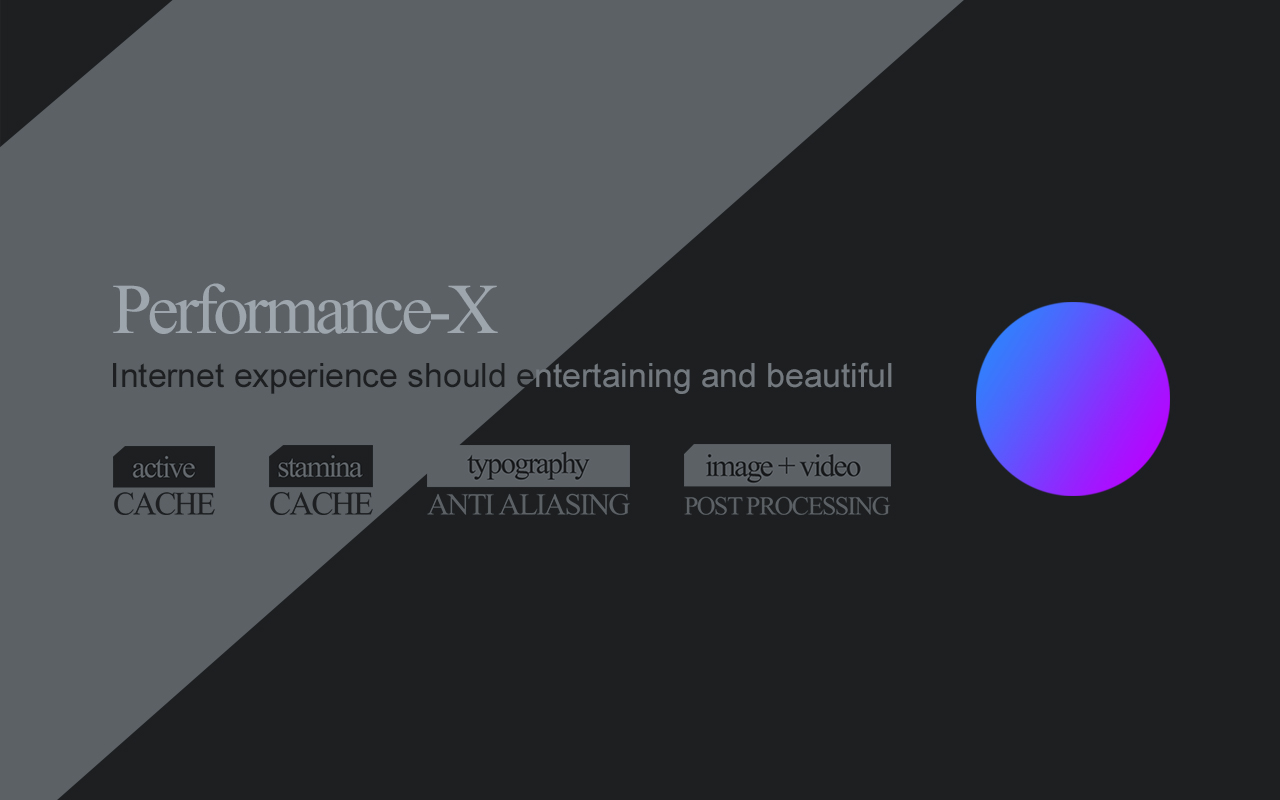 Performance-X
Internet experience should entertaining and beautiful
active
CACHE
stamina
CACHE
typography
ANTI ALIASING
image + video
POST PROCESSING